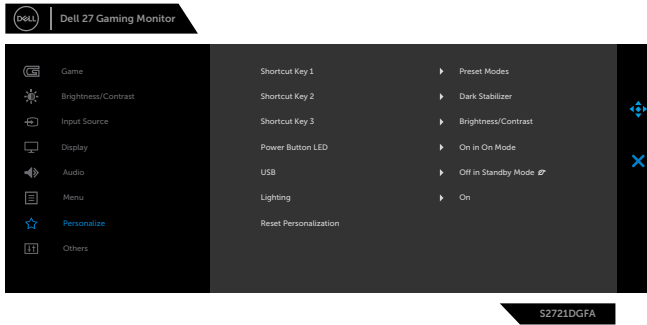 DELL Dell 27 Gaming Monitor
Game Shortcut Key 1 Preset Modes
Brightness/Contrast Shortcut Key 2 Dark Stabilizer
Input Source Shortcut Key 3 Brightness/Contrast
Display Power Button LED On in On Mode
Audio USB Off in Standby Mode
Menu Lighting On
Personalize Reset Personalization
Others
S2721DGFA